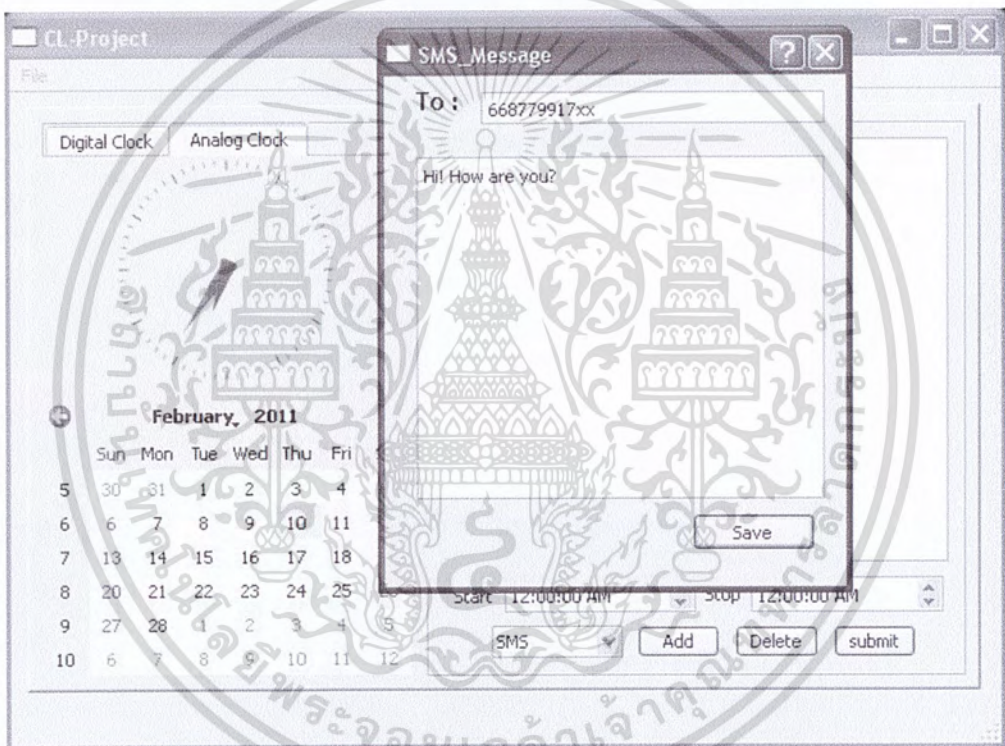 CL-Project
File
Digital Clock Analog Clock
February, 2011
Sun Mon Tue Wed Thu Fri
5 30 31 1 2 3 4
6 6 7 8 9 10 11
7 13 14 15 16 17 18
8 20 21 22 23 24 25
9 27 28 1 2 3 4 5
10 6 7 8 9 10 11 12
SMS_Message
To :
668779917xx
Hi! How are you?
Save
Start 12:00:00 AM Stop 12:00:00 AM
SMS Add Delete submit